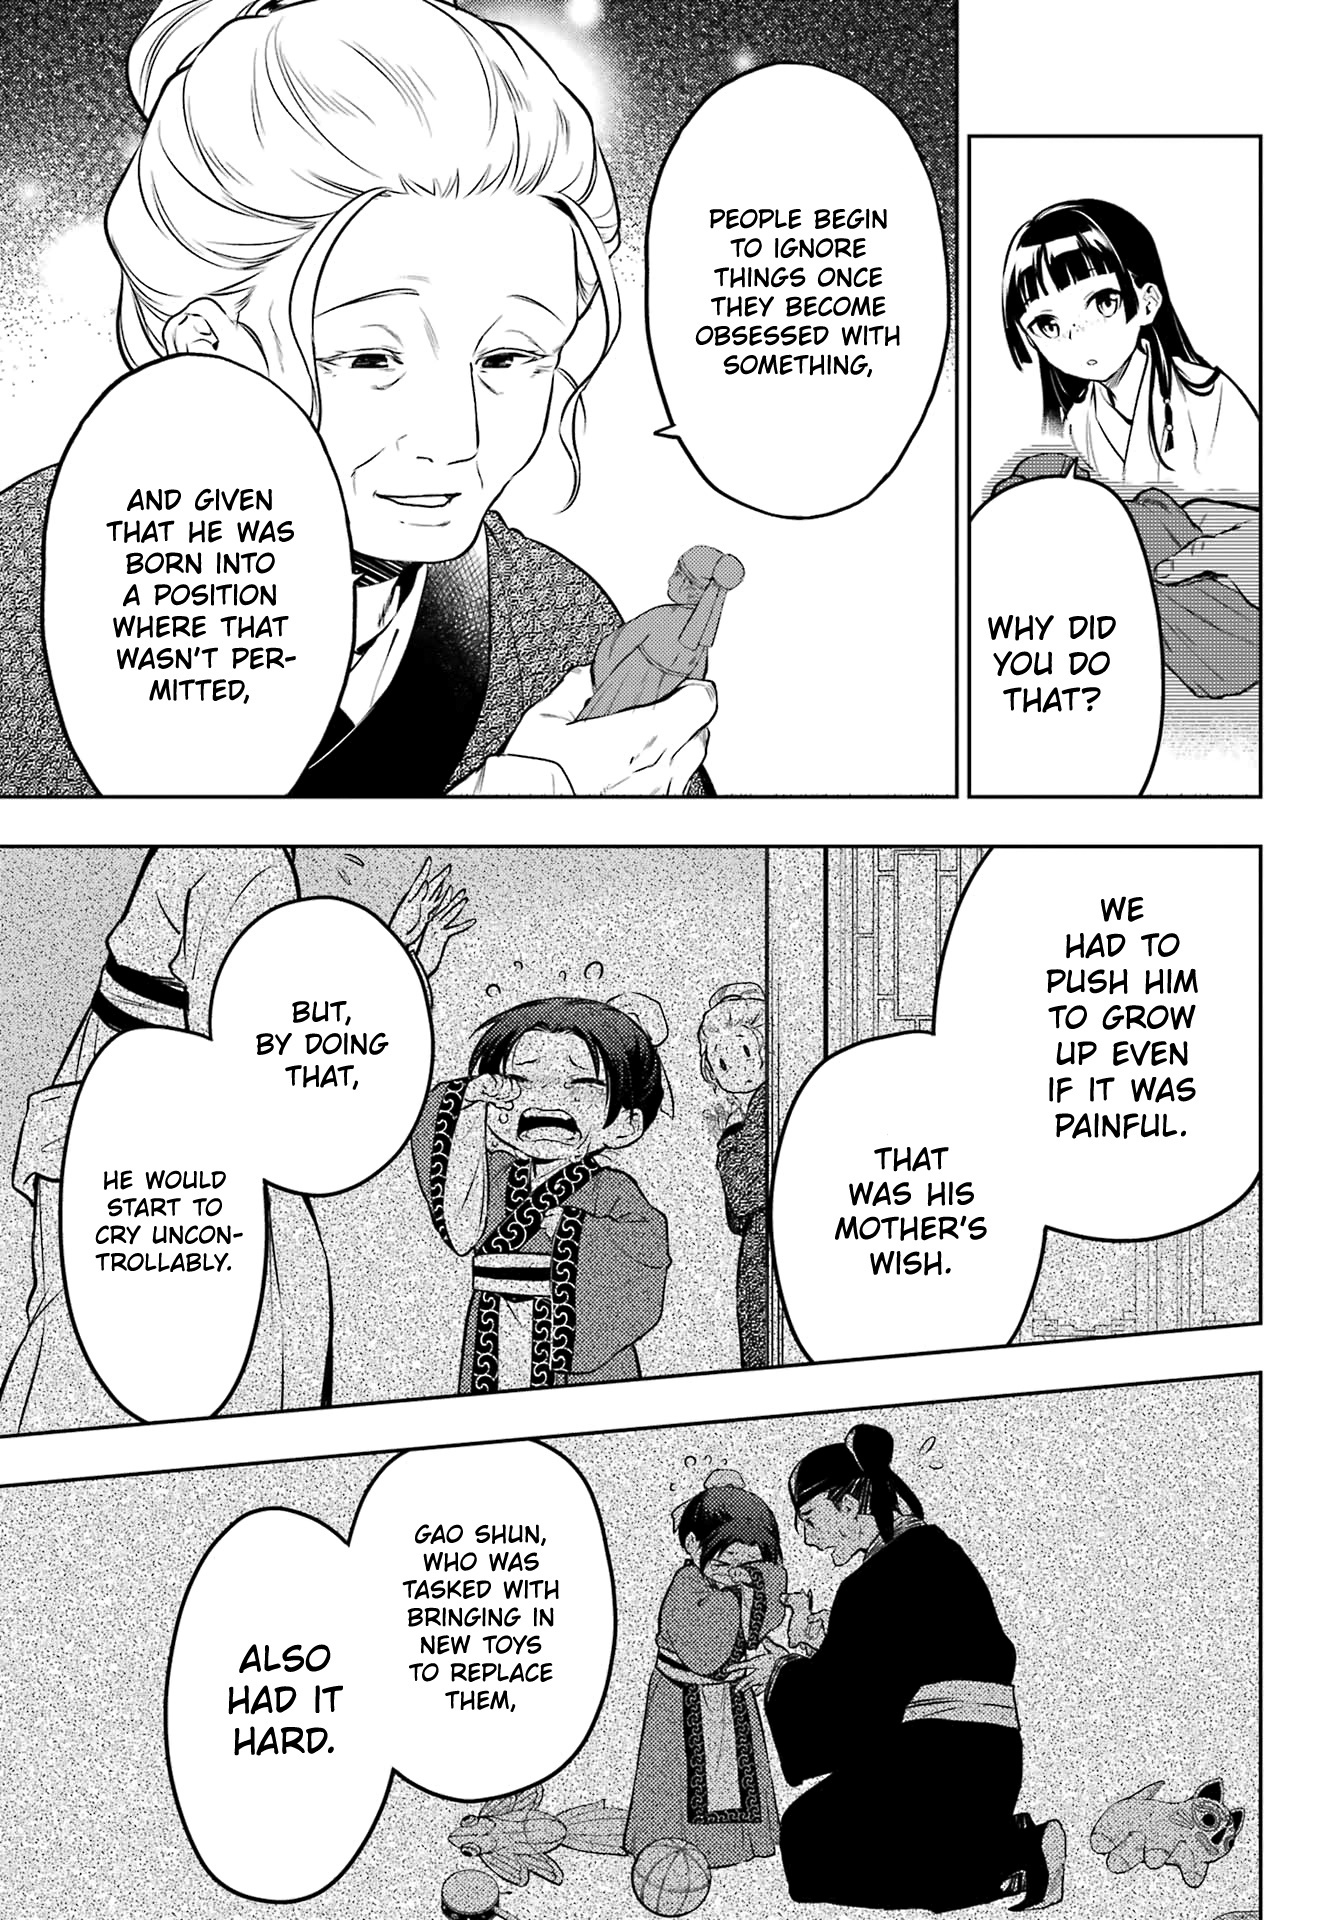 WHY DID
YOU DO
THAT?
PEOPLE BEGIN
TO IGNORE
THINGS ONCE
THEY BECOME
OBSESSED WITH
SOMETHING,
AND GIVEN
THAT HE WAS
BORN INTO
A POSITION
WHERE THAT
WASN'T PER-
MITTED,
WE
HAD TO
PUSH HIM
TO GROW
UP EVEN
IF IT WAS
PAINFUL.
THAT
WAS HIS
MOTHER'S
WISH.
BUT,
BY DOING
THAT,
HE WOULD
START TO
CRY UNCON-
TROLLABLY.
GAO SHUN,
WHO WAS
TASKED WITH
BRINGING IN
NEW TOYS
TO REPLACE
THEM,
ALSO
HAD IT
HARD.